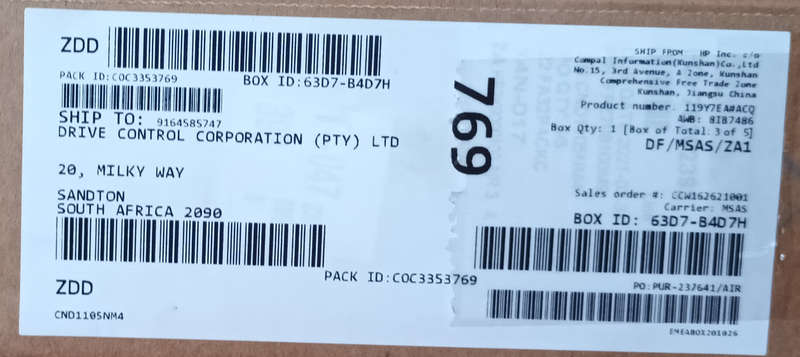 ZDD
PACK ID:COC3353769
BOX ID:63D7-B4D7H
SHIP TO: 9164585747
DRIVE CONTROL CORPORATION (PTY) LTD
20, MILKY WAY
SANDTON
SOUTH AFRICA 2090
PACK ID:COC3353769
ZDD
CND1105NM4
769
SHIP FROM HP Inc. c/o
Compal Information(Kunshan)Co.,Ltd
No.15, 3rd Avenue, A Zone, Kunshan
Comprehensive Free Trade Zone
Kunshan, Jiangsu China
Product number: 119Y7EA#ACQ
AWB: 8IB7486
Box Qty: 1 [Box of Total: 3 of 5]
DF/MSAS/ZA1
Sales order #: CCW162621001
Carrier: MSAS
BOX ID: 63D7-B4D7H
PO:PUR-237641/AIR
EMEABOX201026